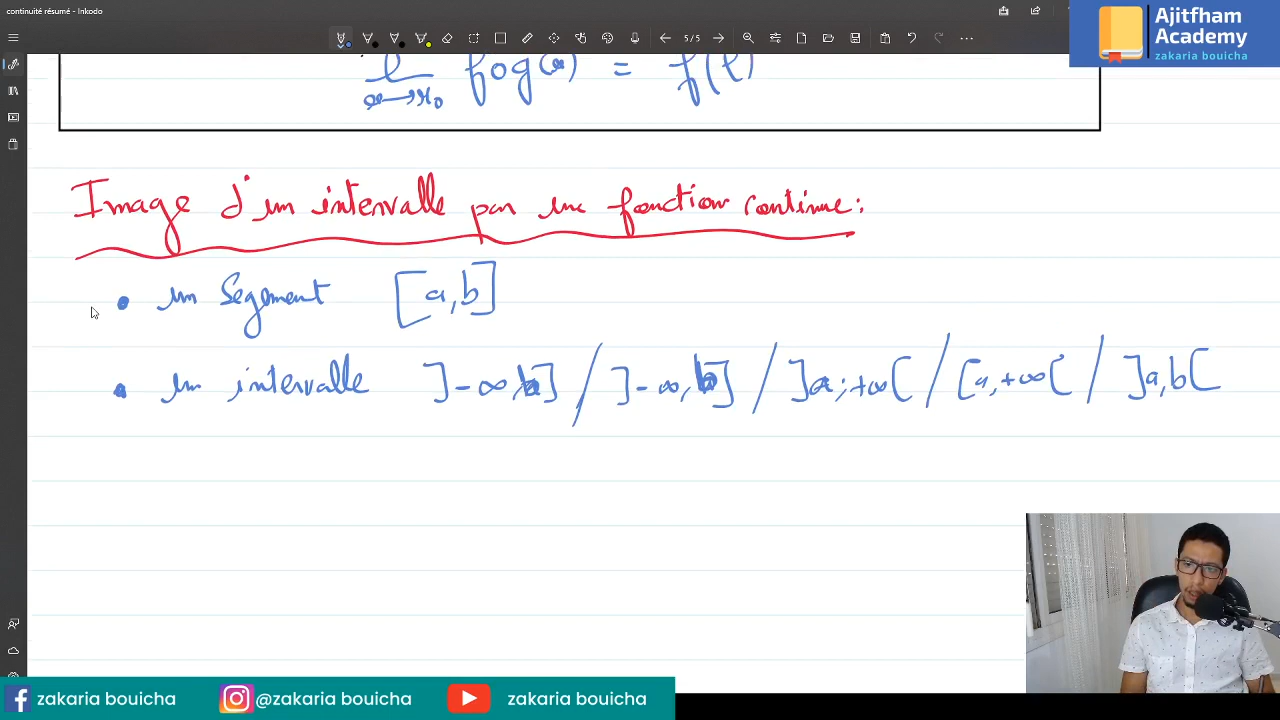 continuité résumé - Inkodo
5/5
Ajitfham
Academy
zakaria bouicha
fog(x) = f(l)
x→x₀
Image d'un intervalle par une fonction continue:
• un Segment [a,b]
• un intervalle ]-∞,b] / ]-∞,b] / ]a;+∞[ / [a,+∞[ / ]a,b[
zakaria bouicha @zakaria bouicha zakaria bouicha